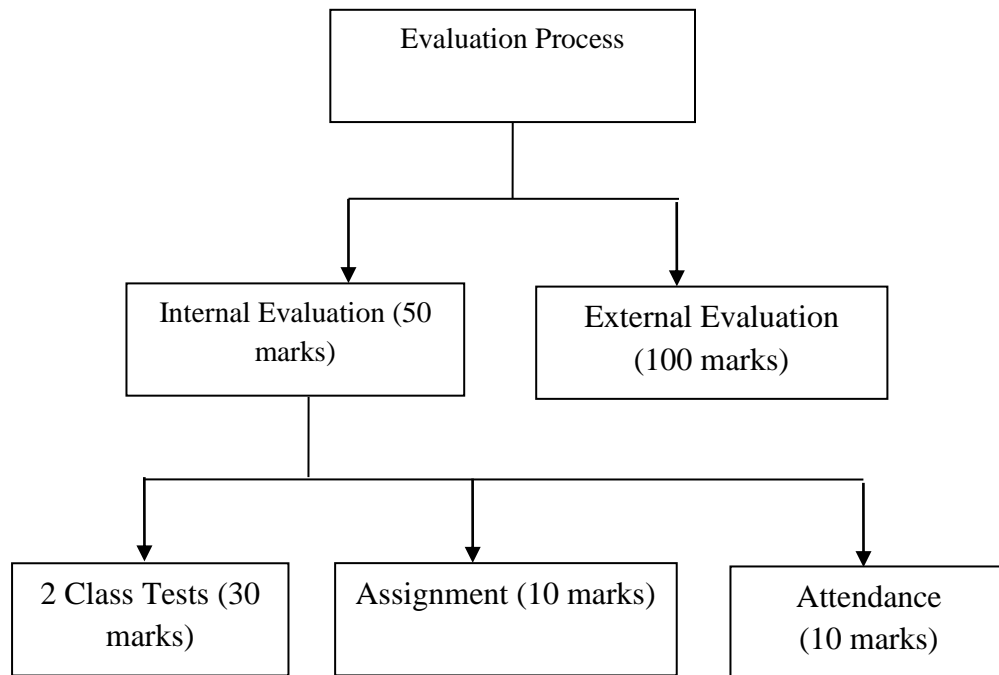 Evaluation Process
Internal Evaluation (50
marks)
External Evaluation
(100 marks)
2 Class Tests (30
marks)
Assignment (10 marks)
Attendance
(10 marks)